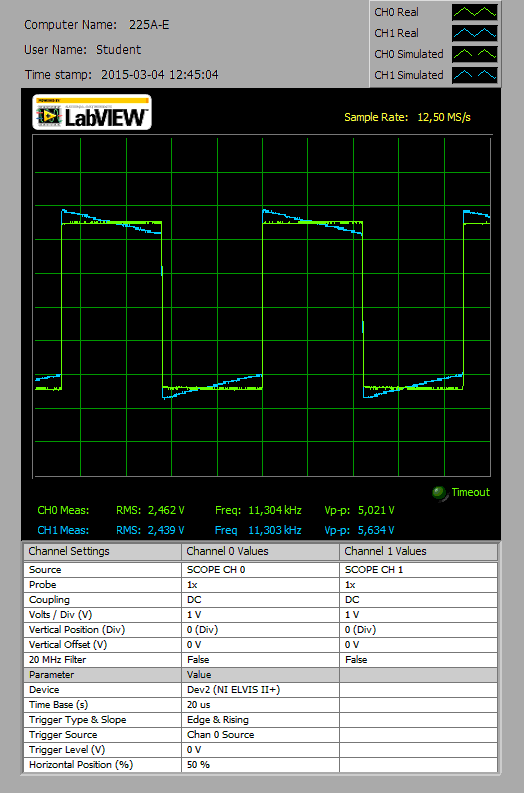 Computer Name: 225A-E
User Name: Student
Time stamp: 2015-03-04 12:45:04
CH0 Real
CH1 Real
CH0 Simulated
CH1 Simulated
LabVIEW
Sample Rate: 12,50 MS/s
Timeout
CH0 Meas: RMS: 2,462 V Freq: 11,304 kHz Vp-p: 5,021 V
CH1 Meas: RMS: 2,439 V Freq 11,303 kHz Vp-p: 5,634 V
Channel Settings Channel 0 Values Channel 1 Values
Source SCOPE CH 0 SCOPE CH 1
Probe 1x 1x
Coupling DC DC
Volts / Div (V) 1 V 1 V
Vertical Position (Div) 0 (Div) 0 (Div)
Vertical Offset (V) 0 V 0 V
20 MHz Filter False False
Parameter Value
Device Dev2 (NI ELVIS II+)
Time Base (s) 20 us
Trigger Type & Slope Edge & Rising
Trigger Source Chan 0 Source
Trigger Level (V) 0 V
Horizontal Position (%) 50 %